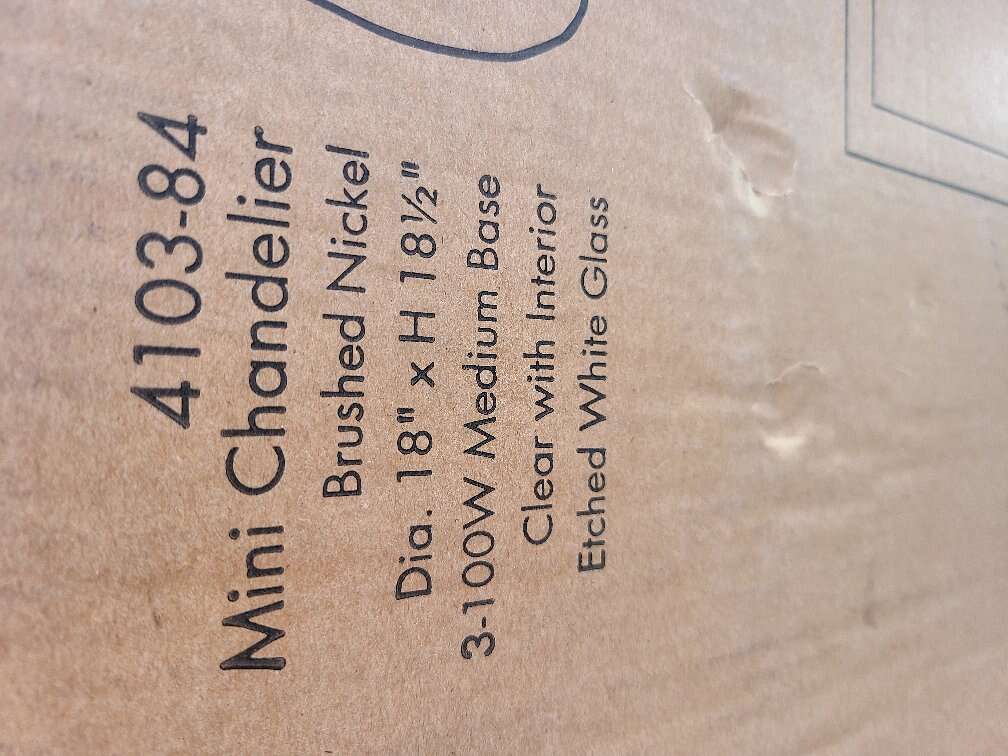 4103-84
Mini Chandelier
Brushed Nickel
Dia. 18" x H 18½"
3-100W Medium Base
Clear with Interior
Etched White Glass